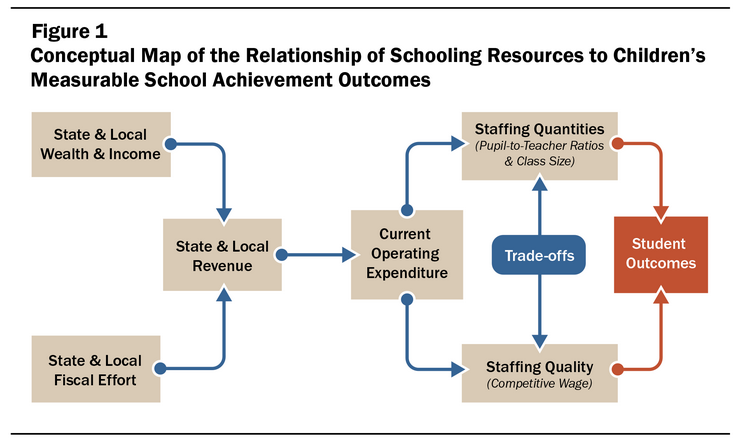 Figure 1
Conceptual Map of the Relationship of Schooling Resources to Children’s
Measurable School Achievement Outcomes
State & Local
Wealth & Income
State & Local
Revenue
State & Local
Fiscal Effort
Current
Operating
Expenditure
Staffing Quantities
(Pupil-to-Teacher Ratios
& Class Size)
Trade-offs
Staffing Quality
(Competitive Wage)
Student
Outcomes